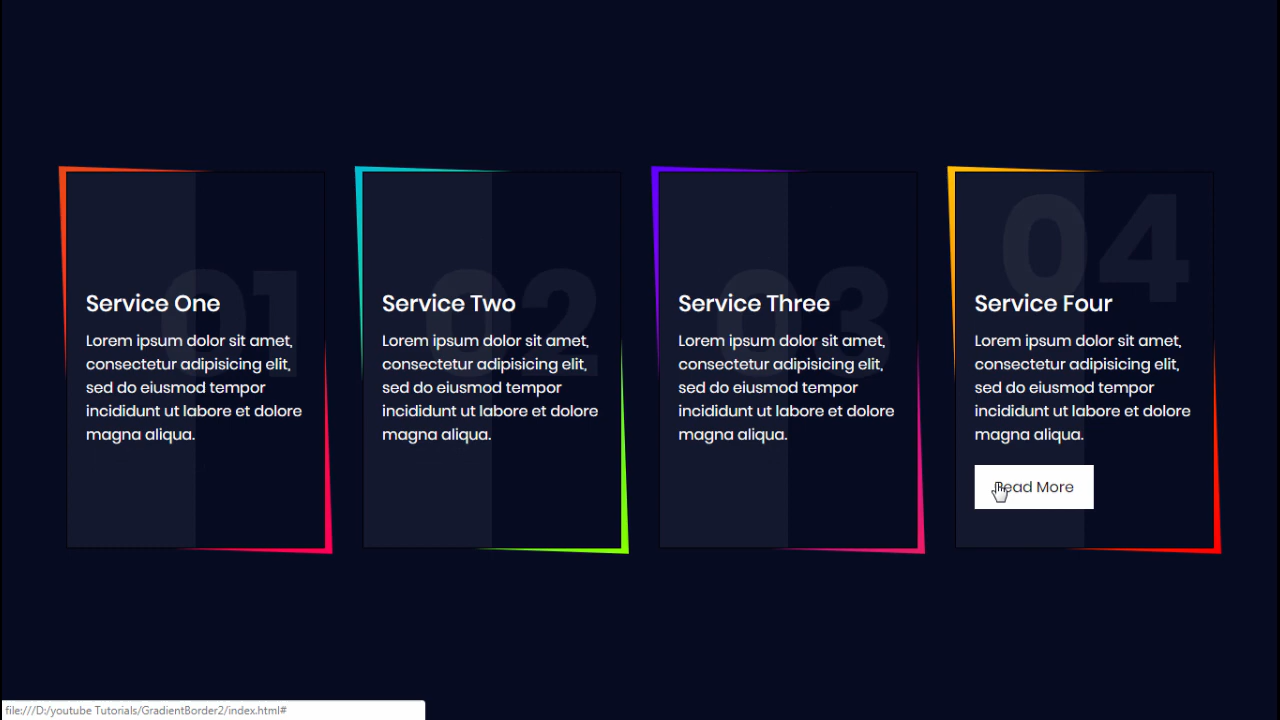 01
Service One
Lorem ipsum dolor sit amet,
consectetur adipisicing elit,
sed do eiusmod tempor
incididunt ut labore et dolore
magna aliqua.
02
Service Two
Lorem ipsum dolor sit amet,
consectetur adipisicing elit,
sed do eiusmod tempor
incididunt ut labore et dolore
magna aliqua.
03
Service Three
Lorem ipsum dolor sit amet,
consectetur adipisicing elit,
sed do eiusmod tempor
incididunt ut labore et dolore
magna aliqua.
04
Service Four
Lorem ipsum dolor sit amet,
consectetur adipisicing elit,
sed do eiusmod tempor
incididunt ut labore et dolore
magna aliqua.
Read More
file:///D:/youtube Tutorials/GradientBorder2/index.html#